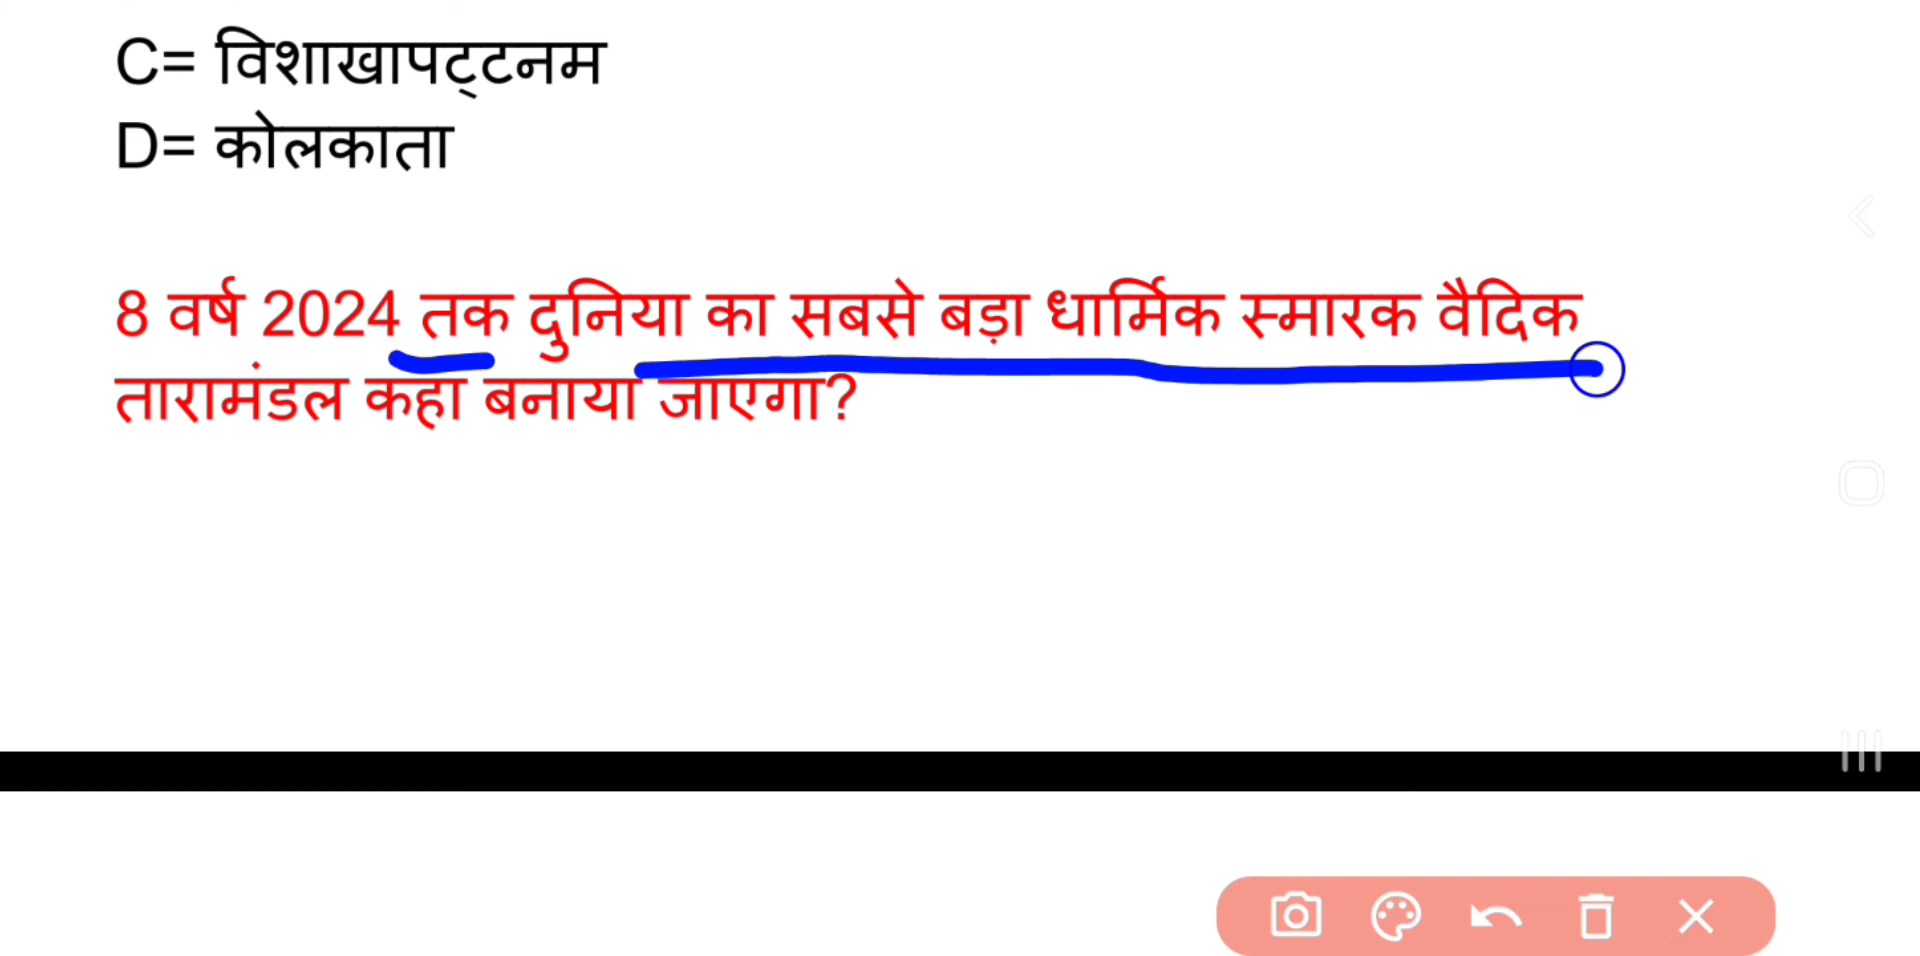 C= विशाखापट्टनम
D= कोलकाता
8 वर्ष 2024 तक दुनिया का सबसे बड़ा धार्मिक स्मारक वैदिक
तारामंडल कहा बनाया जाएगा?